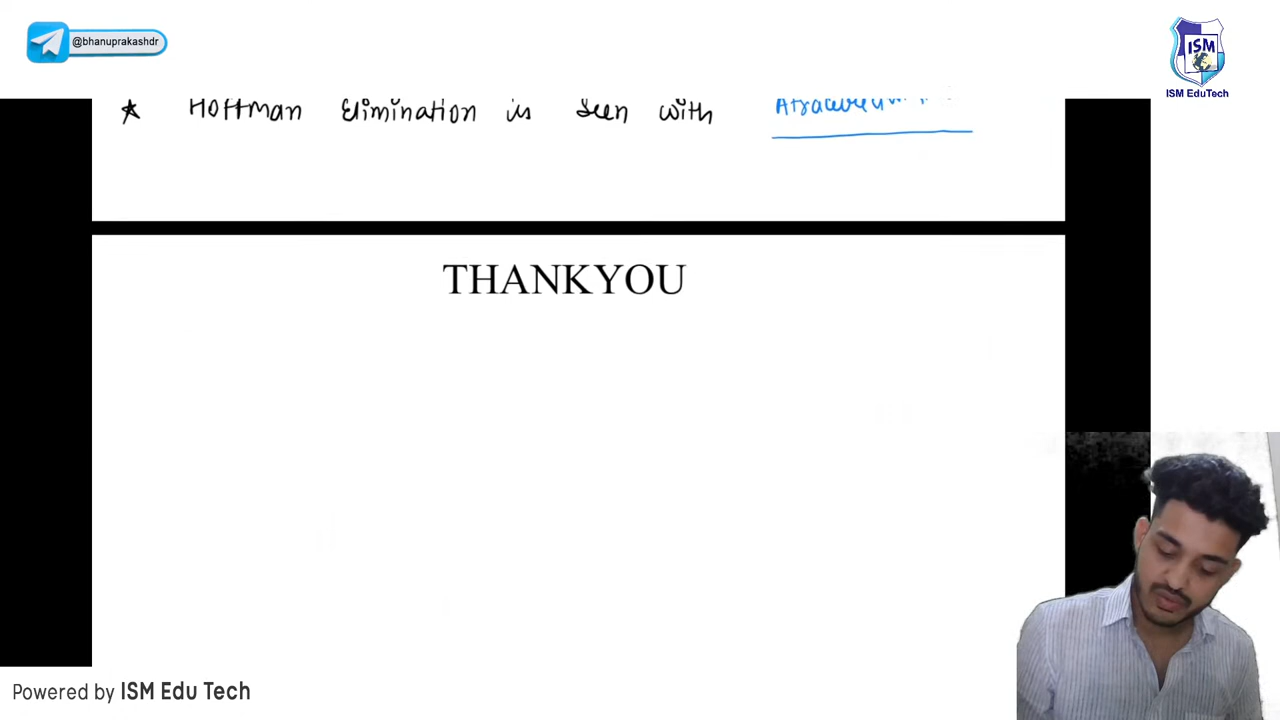 @bhanuprakashdr
ISM
ISM EduTech
★ Hoffman Elimination is seen with
THANKYOU
Powered by ISM Edu Tech